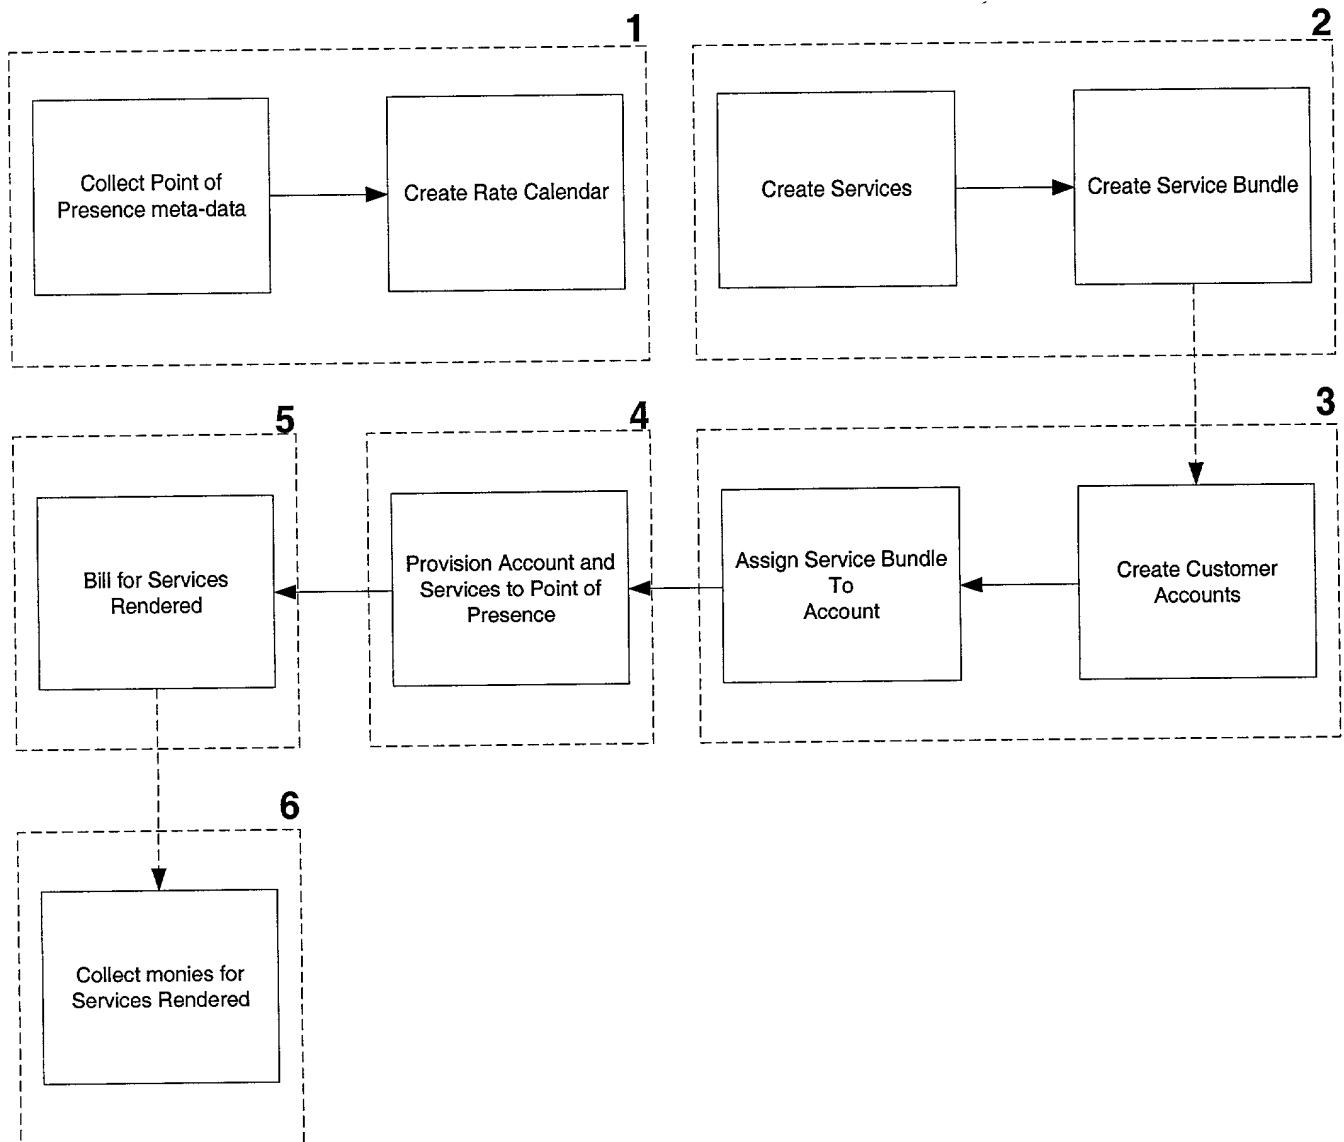 1
Collect Point of
Presence meta-data
Create Rate Calendar
2
Create Services
Create Service Bundle
3
Create Customer
Accounts
Assign Service Bundle
To
Account
4
Provision Account and
Services to Point of
Presence
5
Bill for Services
Rendered
6
Collect monies for
Services Rendered